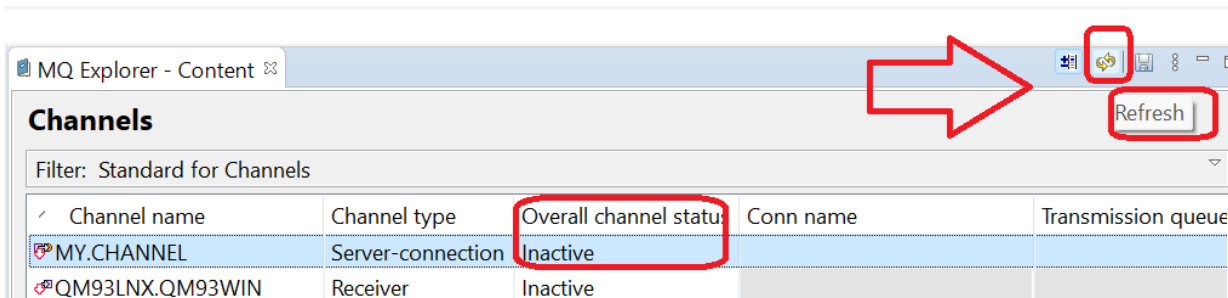 MQ Explorer - Content
Refresh
Channels
Filter: Standard for Channels
Channel name Channel type Overall channel status Conn name Transmission queue
MY.CHANNEL Server-connection Inactive
QM93LNX.QM93WIN Receiver Inactive